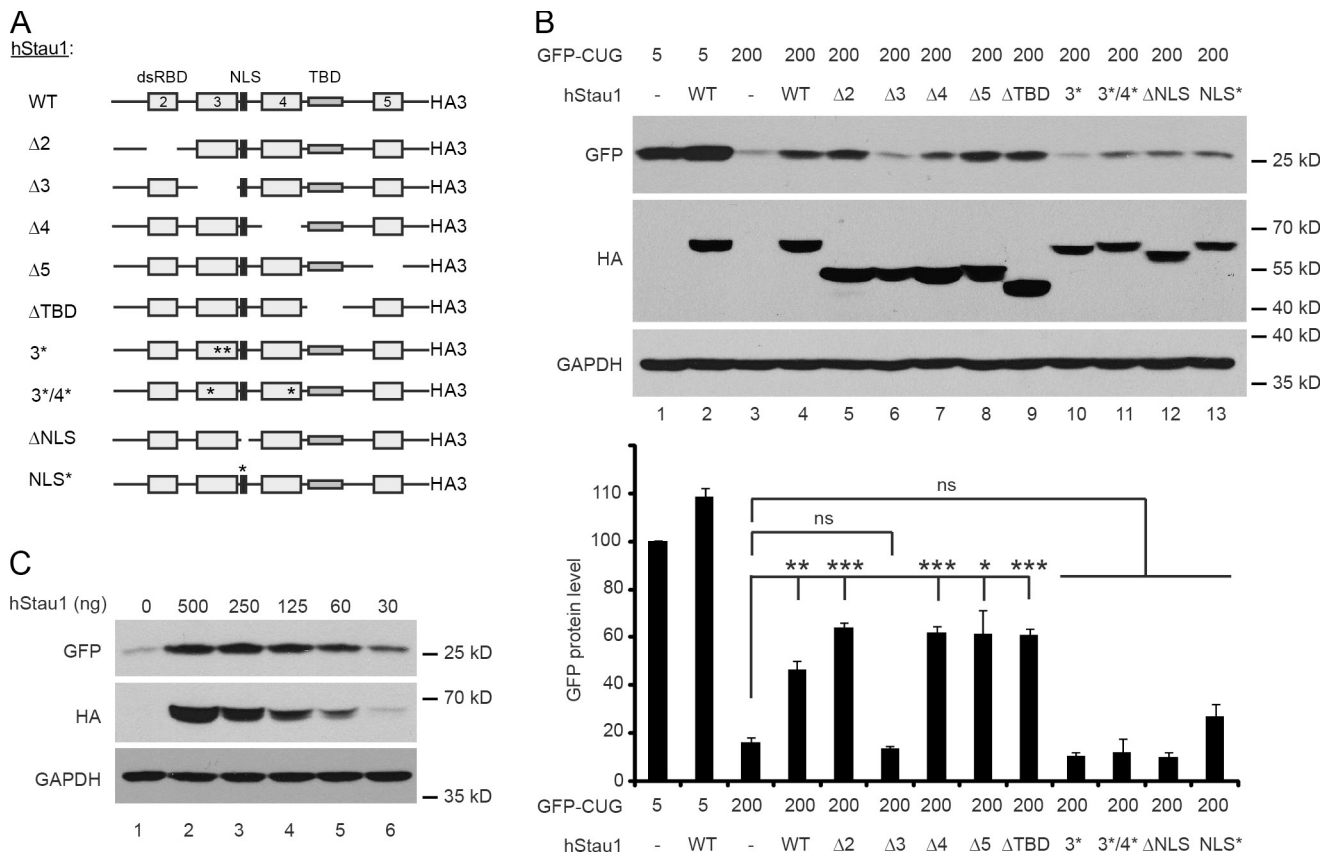 A
hStau1:
dsRBD NLS TBD
WT 2 3 4 5 HA3
Δ2 HA3
Δ3 HA3
Δ4 HA3
Δ5 HA3
ΔTBD HA3
3* ** HA3
3*/4* * * HA3
ΔNLS HA3
*
NLS* HA3
B
GFP-CUG 5 5 200 200 200 200 200 200 200 200 200 200 200
hStau1 - WT - WT Δ2 Δ3 Δ4 Δ5 ΔTBD 3* 3*/4* ΔNLS NLS*
GFP 25 kD
70 kD
HA 55 kD
40 kD
40 kD
GAPDH
35 kD
1 2 3 4 5 6 7 8 9 10 11 12 13
GFP protein level
110
100
80
60
40
20
0
ns
ns
** *** *** * ***
GFP-CUG 5 5 200 200 200 200 200 200 200 200 200 200 200
hStau1 - WT - WT Δ2 Δ3 Δ4 Δ5 ΔTBD 3* 3*/4* ΔNLS NLS*
C
hStau1 (ng) 0 500 250 125 60 30
GFP 25 kD
70 kD
HA
GAPDH
35 kD
1 2 3 4 5 6